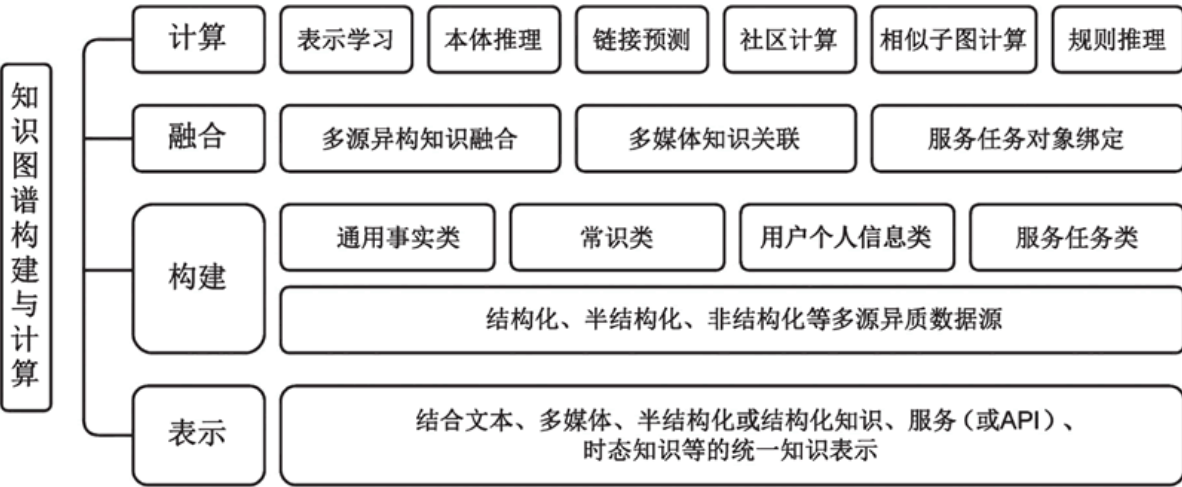 知识图谱构建与计算
计算
表示学习
本体推理
链接预测
社区计算
相似子图计算
规则推理
融合
多源异构知识融合
多媒体知识关联
服务任务对象绑定
构建
通用事实类
常识类
用户个人信息类
服务任务类
结构化、半结构化、非结构化等多源异质数据源
表示
结合文本、多媒体、半结构化或结构化知识、服务（或API）、
时态知识等的统一知识表示